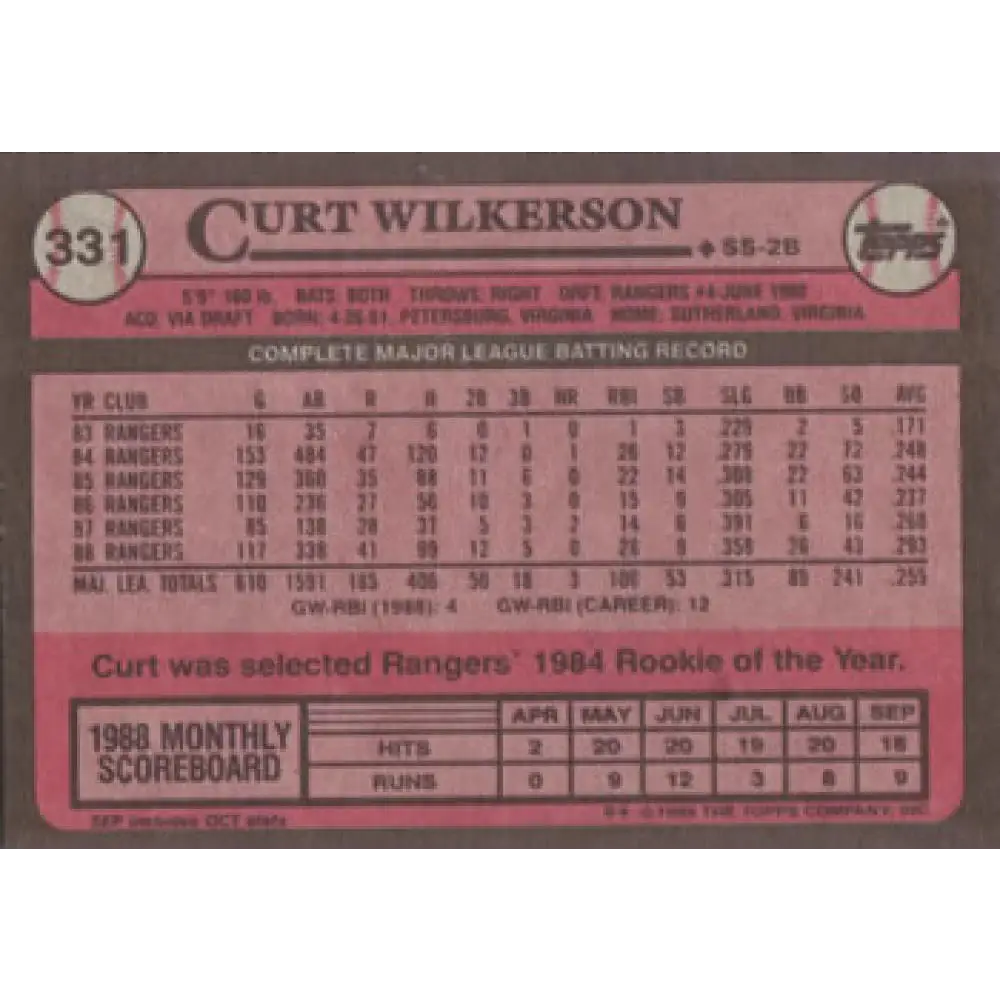 331
CURT WILKERSON
SS-2B
TOPPS
5'9" 160 lb. BATS: BOTH THROWS: RIGHT DRAFT: RANGERS #4-JUNE 1980
ACQ: VIA DRAFT BORN: 4-26-61, PETERSBURG, VIRGINIA HOME: SUTHERLAND, VIRGINIA
COMPLETE MAJOR LEAGUE BATTING RECORD
YR CLUB G AB R H 2B 3B HR RBI SB SLG BB SO AVG
83 RANGERS 16 35 7 6 0 1 0 1 3 .229 2 5 .171
84 RANGERS 153 484 47 120 12 0 1 26 12 .279 22 72 .248
85 RANGERS 129 360 35 88 11 6 0 22 14 .308 22 63 .244
86 RANGERS 110 236 27 56 10 3 0 15 9 .305 11 42 .237
87 RANGERS 85 138 28 37 5 3 2 14 6 .391 6 16 .268
88 RANGERS 117 338 41 99 12 5 0 28 9 .358 26 43 .293
MAJ. LEA. TOTALS 610 1591 185 406 50 18 3 106 53 .315 89 241 .255
GW-RBI (1988): 4 GW-RBI (CAREER): 12
Curt was selected Rangers' 1984 Rookie of the Year.
1988 MONTHLY SCOREBOARD
APR MAY JUN JUL AUG SEP
HITS 2 20 20 19 20 18
RUNS 0 9 12 3 8 9
SEP includes OCT stats
© 1989 THE TOPPS COMPANY, INC.